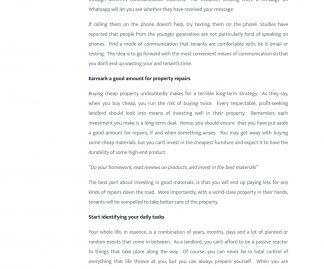 Whatsapp will let you see whether they have received your message.
If calling them on the phone doesn't help, try texting them on the phone. Studies have
reported that people from the younger generation are not particularly fond of speaking on
phones. Find a mode of communication that tenants are comfortable with, be it email or
texting. The idea is to go forward with the most convenient means of communication so that
you don't end up wasting your and tenant's time.
Earmark a good amount for property repairs
Buying cheap property undoubtedly makes for a terrible long-term strategy. As they say,
when you buy cheap, you run the risk of buying twice. Every respectable, profit-seeking
landlord should look into means of investing well in their property. Remember, each
investment you make is a long-term deal. Hence, you should ensure that you have put aside
a good amount for repairs, if and when something arises. You may get away with buying
some cheap materials, but you can't invest in the cheapest furniture and expect it to have the
durability of some high-end product.
"Do your homework, read reviews on products, and invest in the best materials"
The best part about investing in good materials, is that you will end up paying less for any
kinds of repairs down the road. More importantly, with a world-class property in their hands,
tenants will be compelled to take better care of the property.
Start identifying your daily tasks
Your whole life, in essence, is a combination of years, months, days and a lot of planned or
random events that come in between. As a landlord, you can't afford to be a passive reactor
to things that take place along the way. Of course, you can never be in total control of
everything that life throws at you, but you can always prepare yourself. When you are